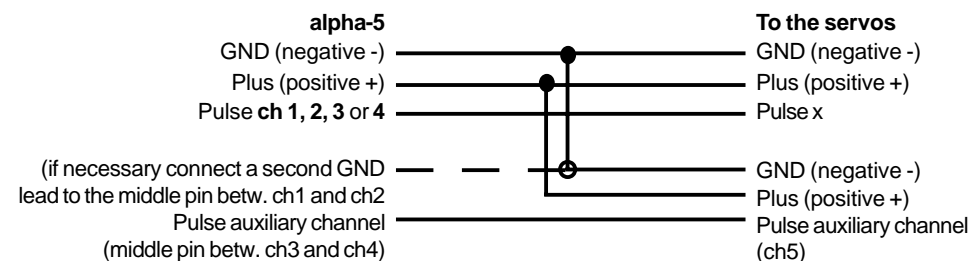 alpha-5
To the servos
GND (negative -)
GND (negative -)
Plus (positive +)
Plus (positive +)
Pulse ch 1, 2, 3 or 4
Pulse x
(if necessary connect a second GND
lead to the middle pin betw. ch1 and ch2
GND (negative -)
Plus (positive +)
Pulse auxiliary channel
(middle pin betw. ch3 and ch4)
Pulse auxiliary channel
(ch5)